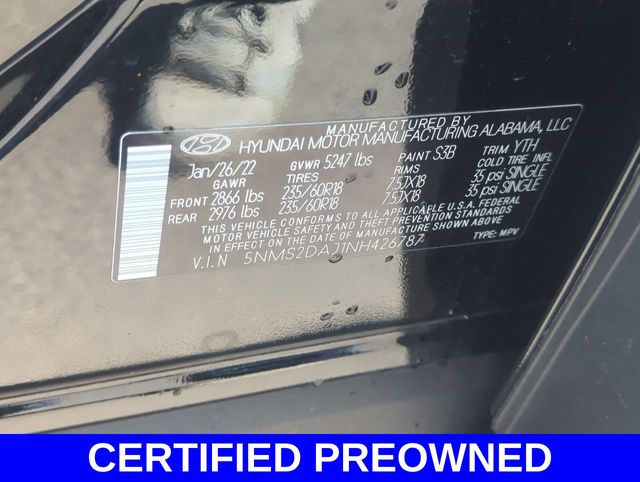 MANUFACTURED BY
HYUNDAI MOTOR MANUFACTURING ALABAMA, LLC
Jan/26/22 GVWR 5247 lbs PAINT S3B TRIM YTH
GAWR TIRES RIMS COLD TIRE INFL
FRONT 2866 lbs 235/60R18 7.5JX18 35 psi SINGLE
REAR 2976 lbs 235/60R18 7.5JX18 35 psi SINGLE
THIS VEHICLE CONFORMS TO ALL APPLICABLE U.S.A. FEDERAL
MOTOR VEHICLE SAFETY AND THEFT PREVENTION STANDARDS
IN EFFECT ON THE DATE OF MANUFACTURE SHOWN ABOVE.
V.I.N 5NMS2DAJ1NH426787 TYPE: MPV
CERTIFIED PREOWNED